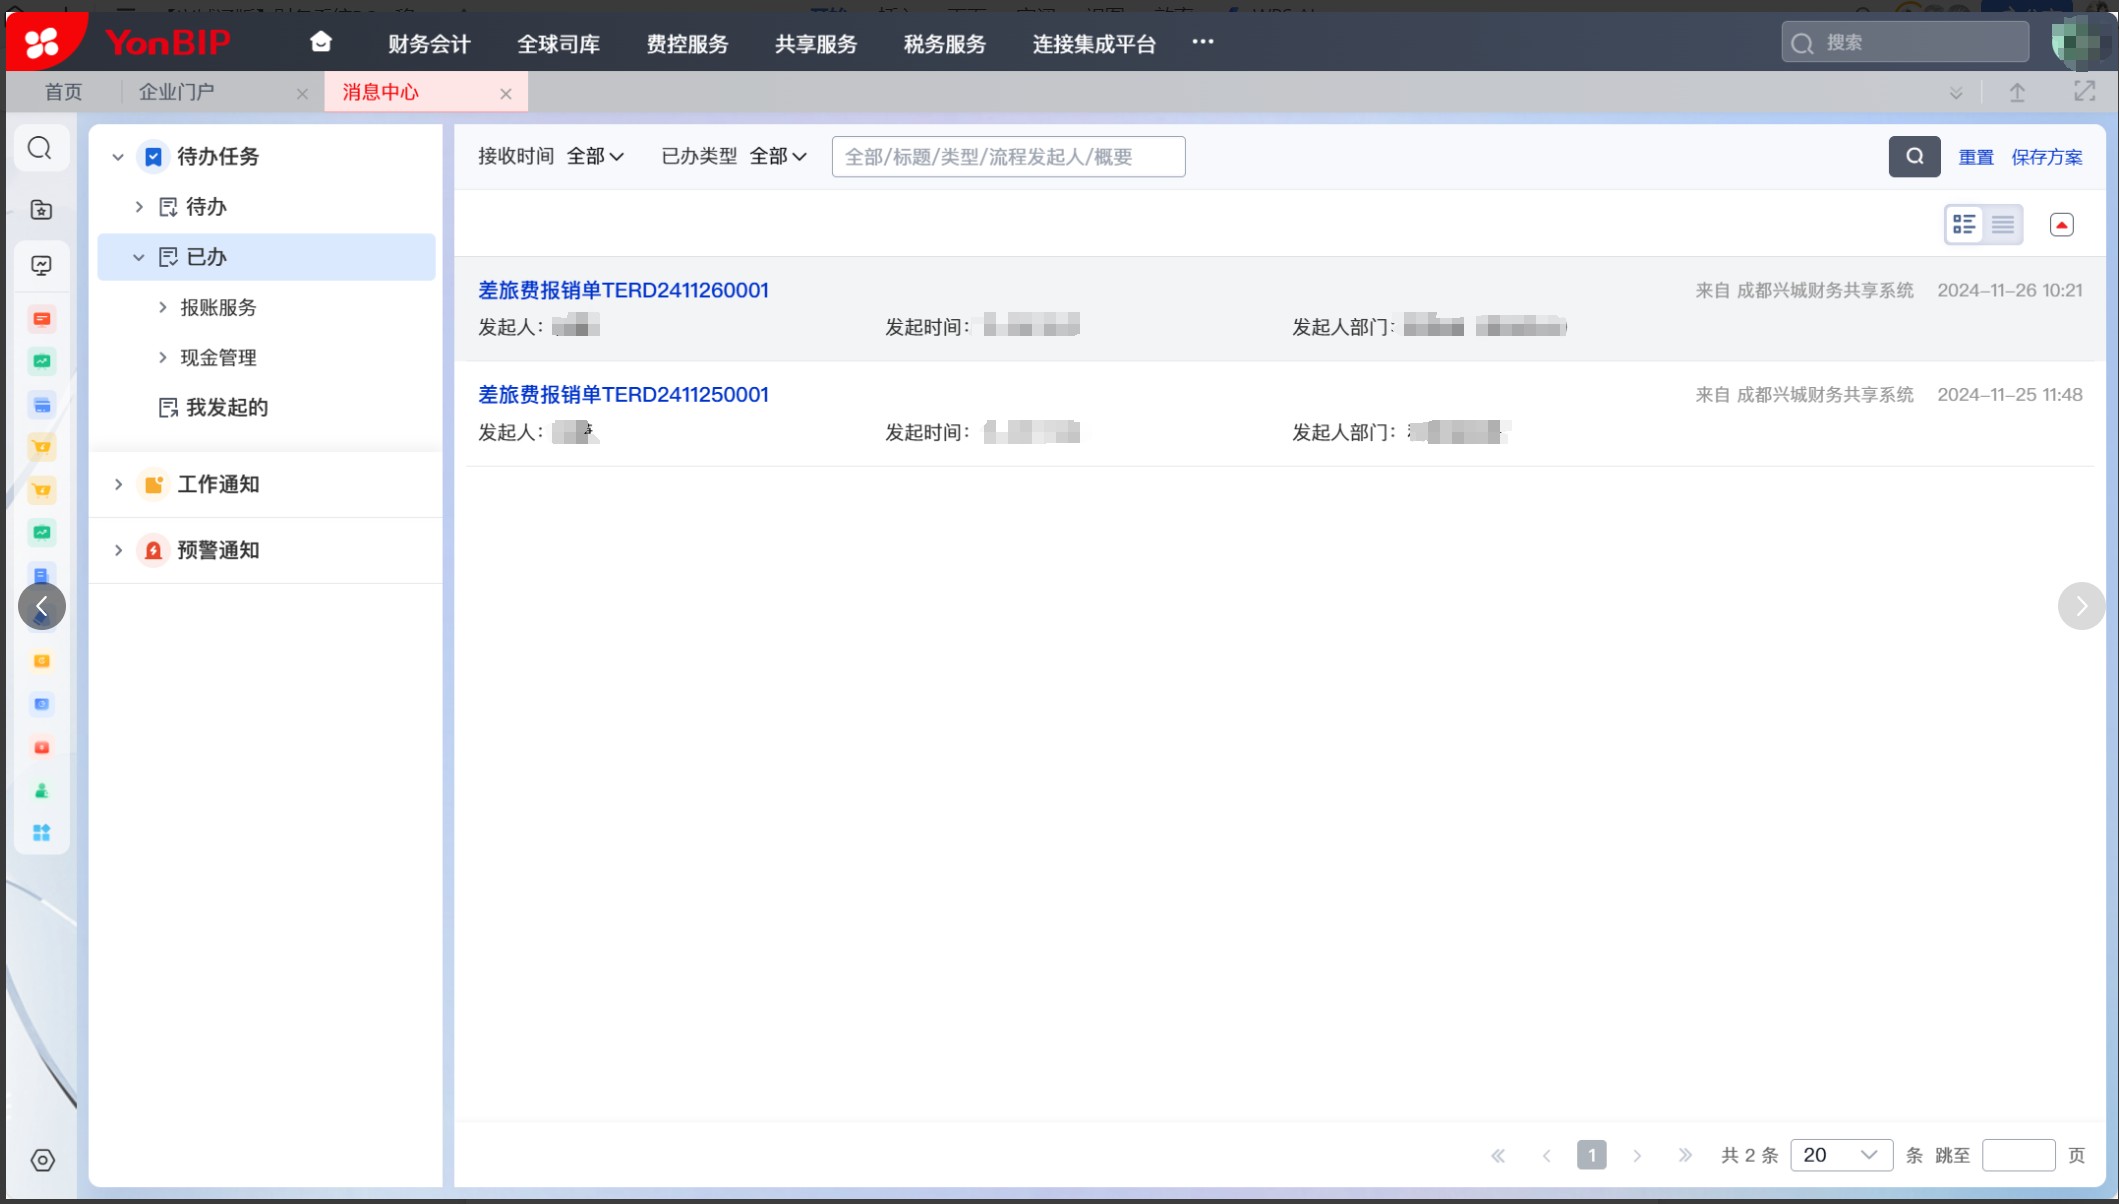 YonBIP 财务会计 全球司库 费控服务 共享服务 税务服务 连接集成平台 ··· 搜索
首页 企业门户 消息中心
待办任务
待办
已办
报账服务
现金管理
我发起的
工作通知
预警通知
接收时间 全部 已办类型 全部 全部/标题/类型/流程发起人/概要 重置 保存方案
差旅费报销单TERD2411260001 来自 成都兴城财务共享系统 2024-11-26 10:21
发起人： 发起时间： 发起人部门：
差旅费报销单TERD2411250001 来自 成都兴城财务共享系统 2024-11-25 11:48
发起人： 发起时间： 发起人部门：
1 共 2 条 20 条 跳至 页